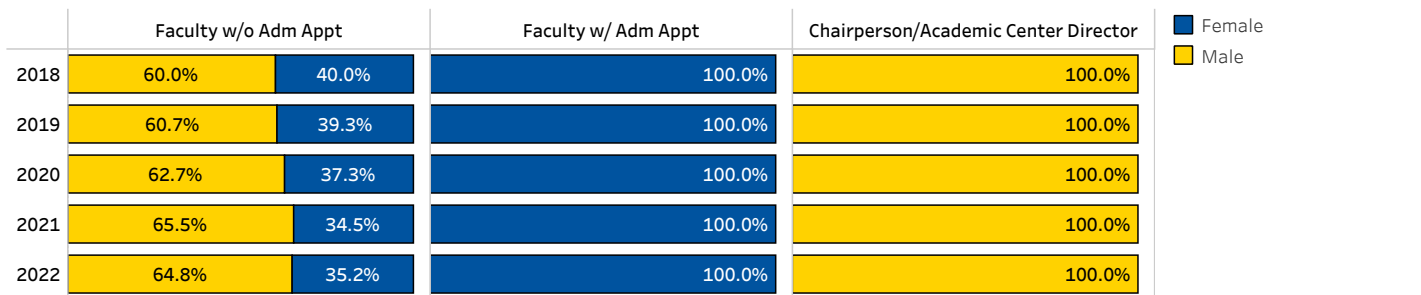 Faculty w/o Adm Appt Faculty w/ Adm Appt Chairperson/Academic Center Director
Female
Male
2018 60.0% 40.0% 100.0% 100.0%
2019 60.7% 39.3% 100.0% 100.0%
2020 62.7% 37.3% 100.0% 100.0%
2021 65.5% 34.5% 100.0% 100.0%
2022 64.8% 35.2% 100.0% 100.0%